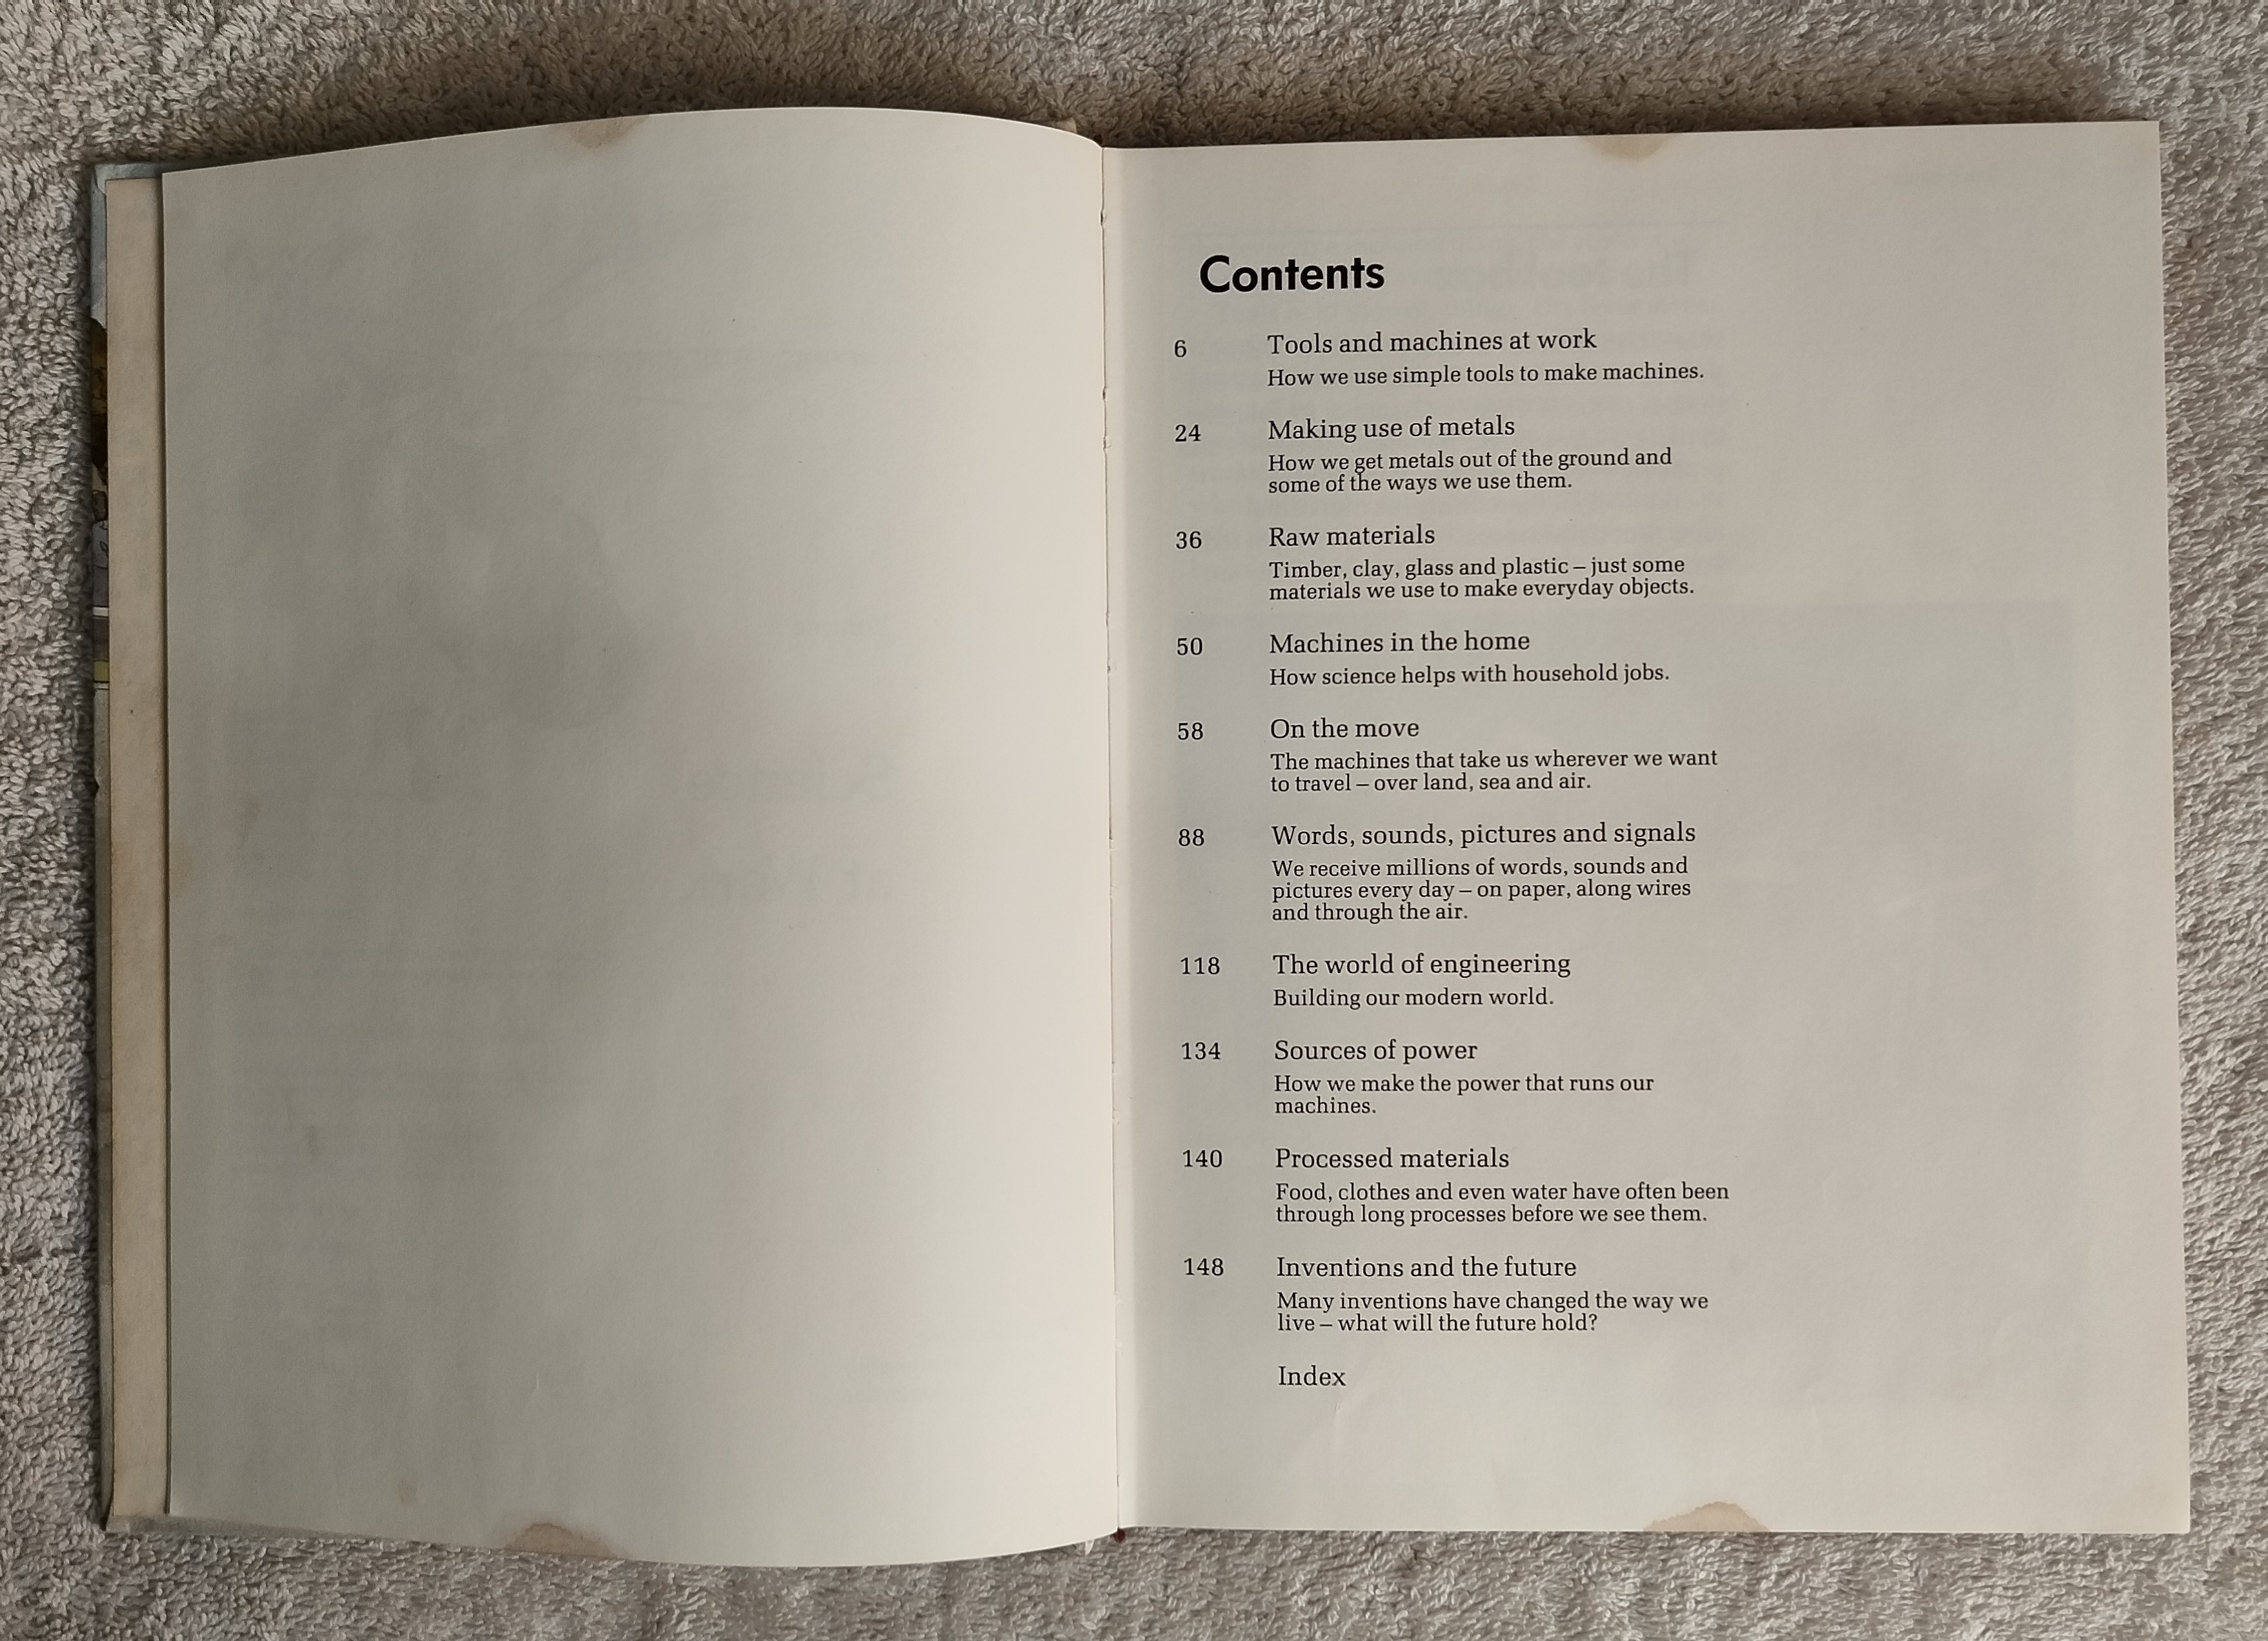 Contents
6 Tools and machines at work
How we use simple tools to make machines.
24 Making use of metals
How we get metals out of the ground and
some of the ways we use them.
36 Raw materials
Timber, clay, glass and plastic – just some
materials we use to make everyday objects.
50 Machines in the home
How science helps with household jobs.
58 On the move
The machines that take us wherever we want
to travel – over land, sea and air.
88 Words, sounds, pictures and signals
We receive millions of words, sounds and
pictures every day – on paper, along wires
and through the air.
118 The world of engineering
Building our modern world.
134 Sources of power
How we make the power that runs our
machines.
140 Processed materials
Food, clothes and even water have often been
through long processes before we see them.
148 Inventions and the future
Many inventions have changed the way we
live – what will the future hold?
Index